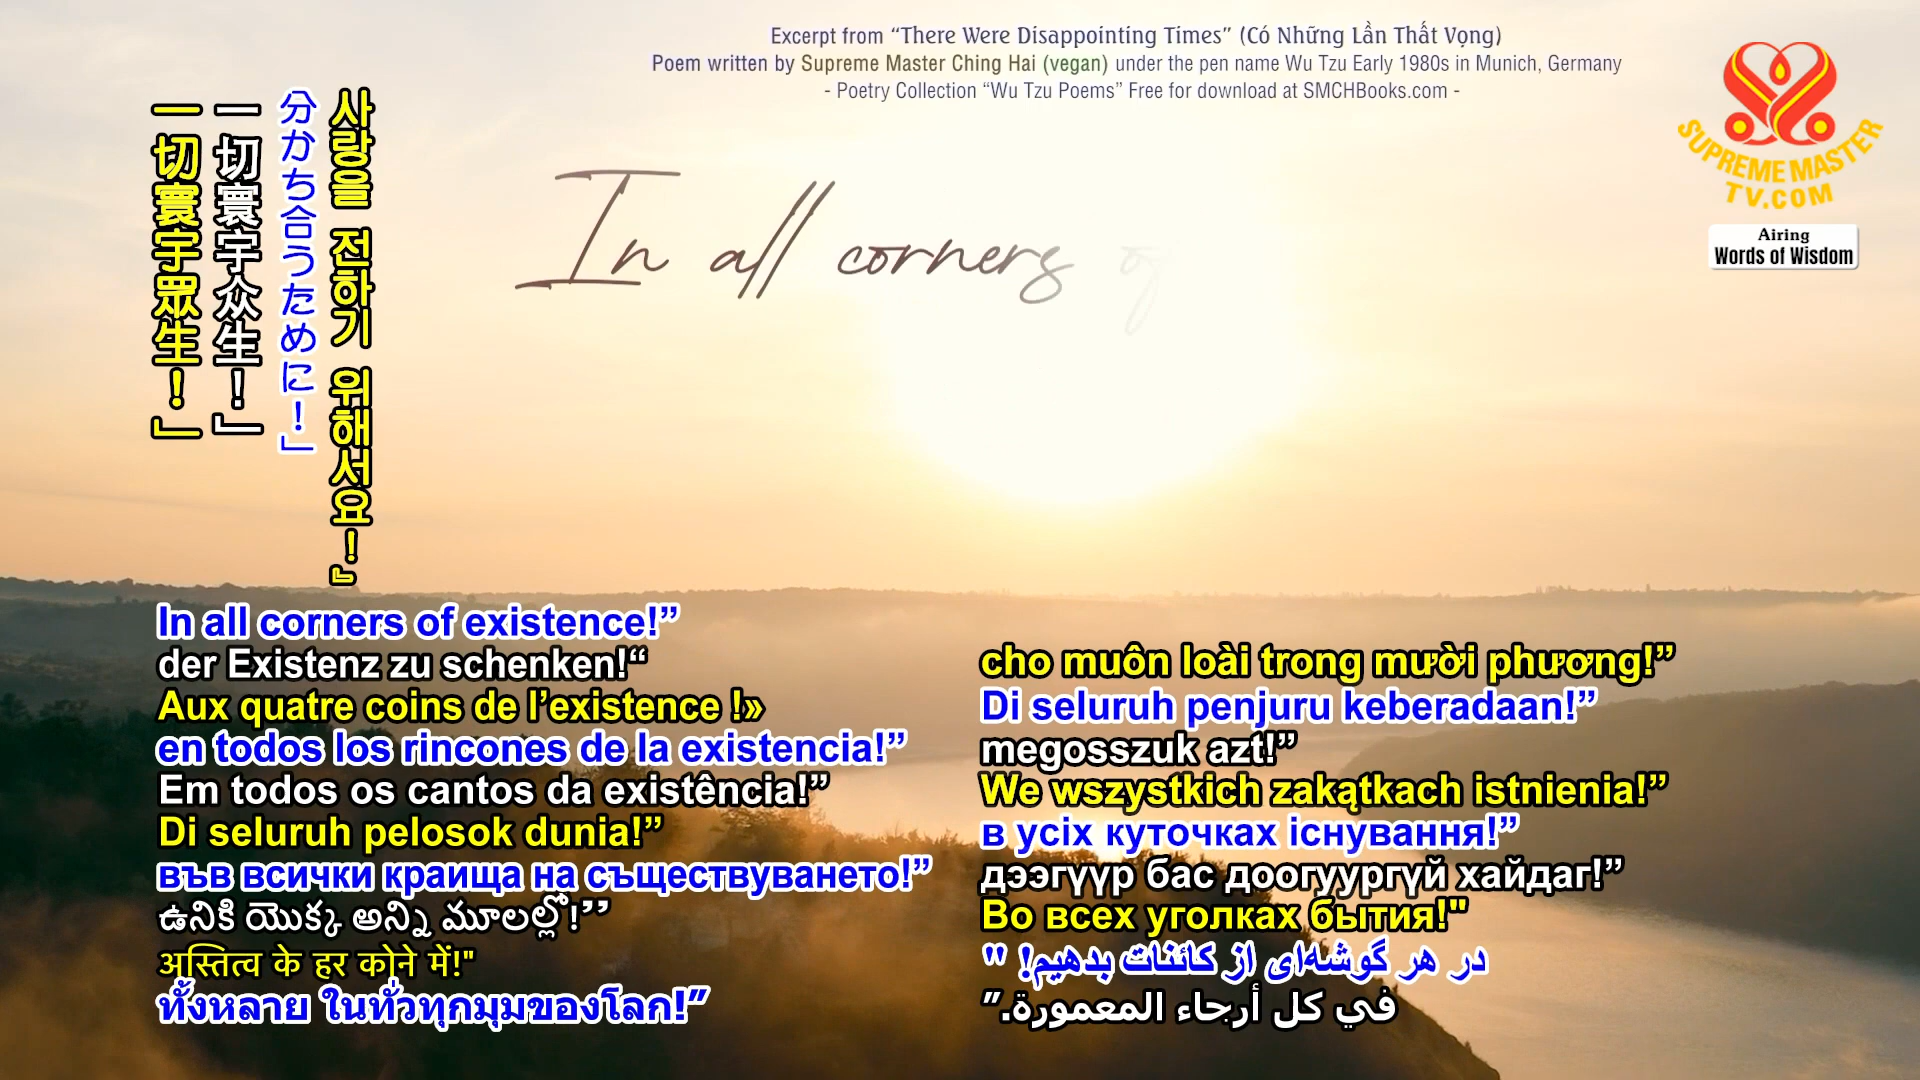 Excerpt from “There Were Disappointing Times” (Có Những Lần Thất Vọng)
Poem written by Supreme Master Ching Hai (vegan) under the pen name Wu Tzu Early 1980s in Munich, Germany
- Poetry Collection “Wu Tzu Poems” Free for download at SMCHBooks.com -
SUPREME MASTER
TV.COM
Airing
Words of Wisdom
In all corners of
사랑을 전하기 위해서요!』
分かち合うために！」
一切寰宇众生！」
一切寰宇眾生！」
In all corners of existence!”
der Existenz zu schenken!“
Aux quatre coins de l’existence !»
en todos los rincones de la existencia!”
Em todos os cantos da existência!”
Di seluruh pelosok dunia!”
във всички краища на съществуването!”
ఉనికి యొక్క అన్ని మూలల్లో!’’
अस्तित्व के हर कोने में!"
ทั้งหลาย ในทั่วทุกมุมของโลก!”
cho muôn loài trong mười phương!”
Di seluruh penjuru keberadaan!”
megosszuk azt!”
We wszystkich zakątkach istnienia!”
в усіх куточках існування!”
дээгүүр бас доогуургүй хайдаг!”
Во всех уголках бытия!"
در هر گوشه‌ای از کائنات بدهیم! "
في كل أرجاء المعمورة.”